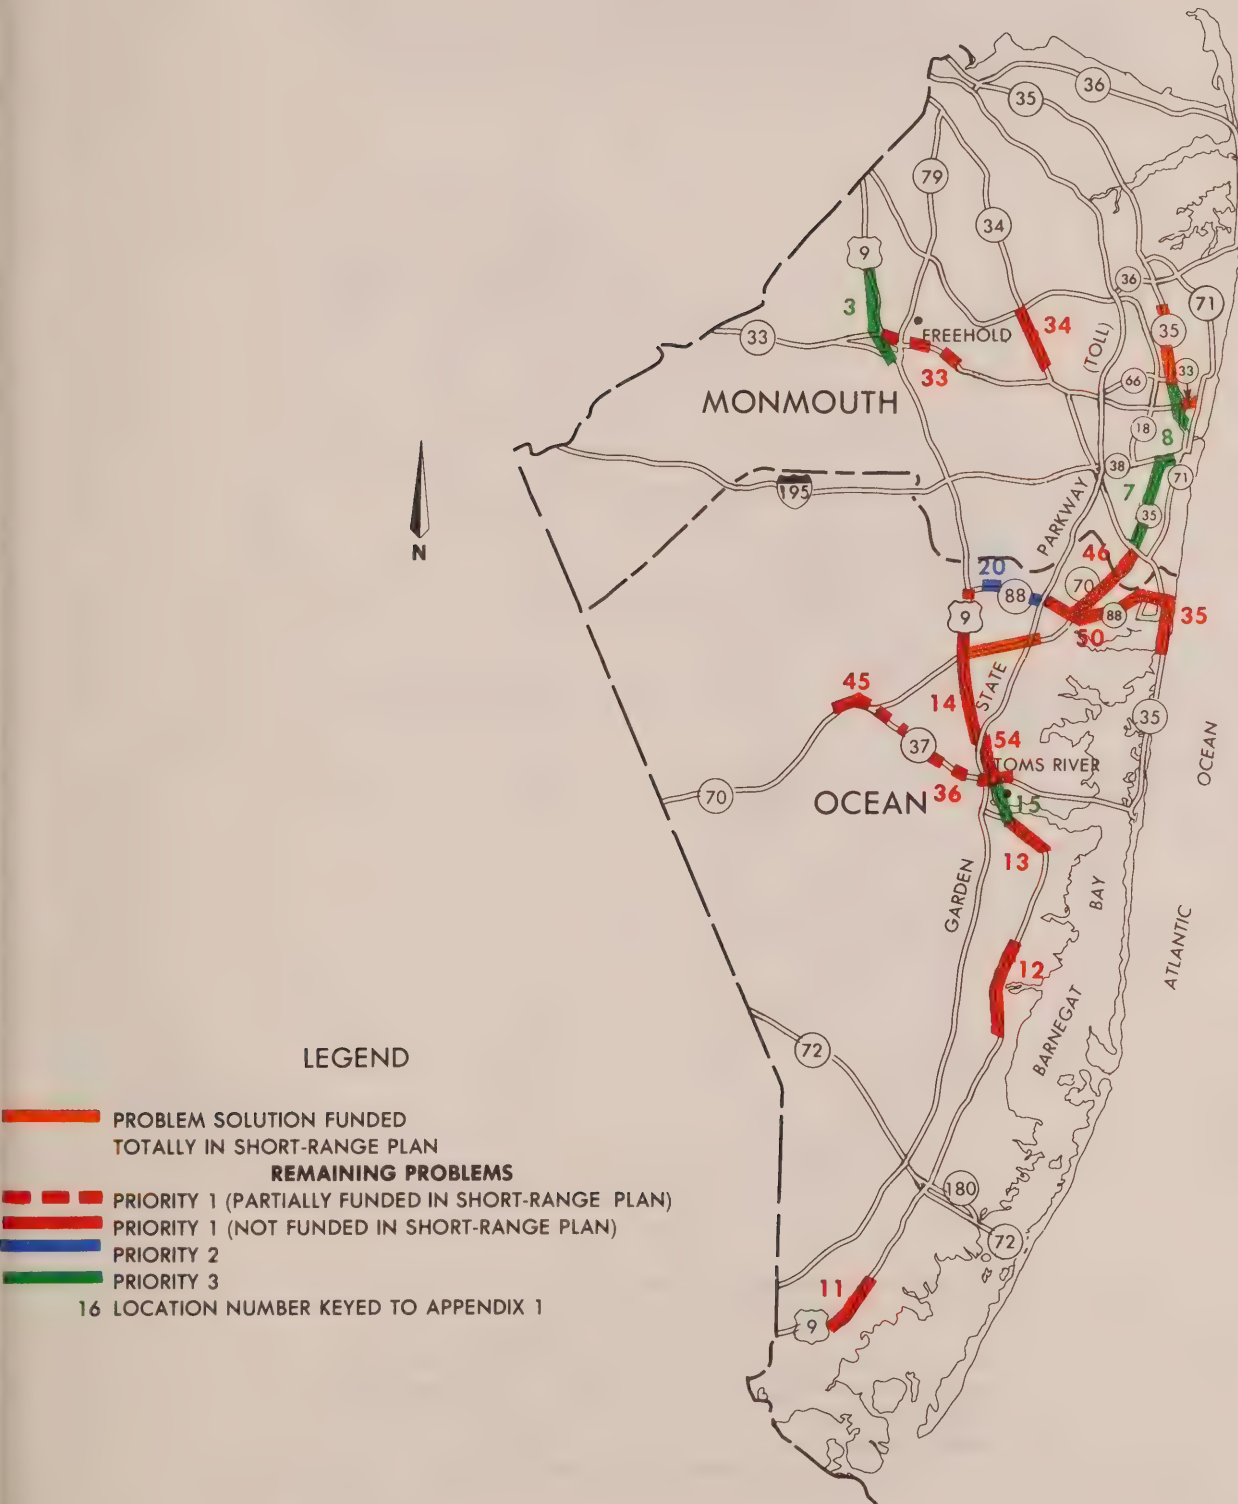 36
35
79
34
9
36
71
3
34
35
FREEHOLD
(TOLL)
33
33
33
66
MONMOUTH
18
8
38
71
195
7
35
PARKWAY
N
46
20
70
88
88
35
9
50
STATE
45
14
35
54
37
OCEAN
TOMS RIVER
70
36
OCEAN
15
13
GARDEN
BAY
ATLANTIC
12
BARNEGAT
72
LEGEND
PROBLEM SOLUTION FUNDED
TOTALLY IN SHORT-RANGE PLAN
REMAINING PROBLEMS
PRIORITY 1 (PARTIALLY FUNDED IN SHORT-RANGE PLAN)
PRIORITY 1 (NOT FUNDED IN SHORT-RANGE PLAN)
PRIORITY 2
PRIORITY 3
16 LOCATION NUMBER KEYED TO APPENDIX 1
180
72
11
9